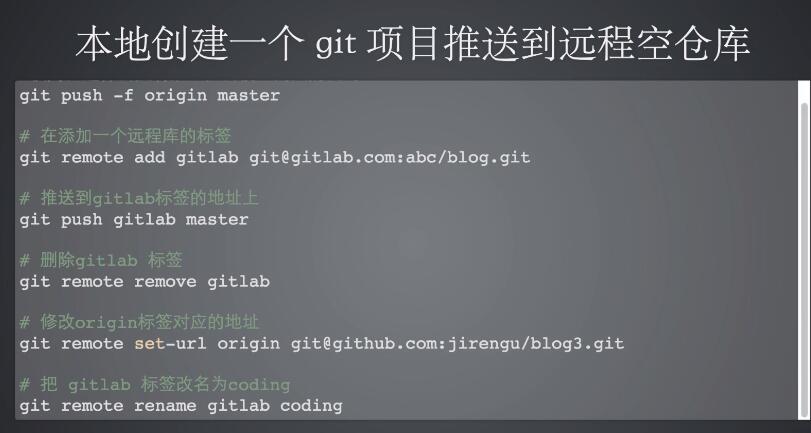 本地创建一个 git 项目推送到远程空仓库
git push -f origin master
# 在添加一个远程库的标签
git remote add gitlab git@gitlab.com:abc/blog.git
# 推送到gitlab标签的地址上
git push gitlab master
# 删除gitlab 标签
git remote remove gitlab
# 修改origin标签对应的地址
git remote set-url origin git@github.com:jirengu/blog3.git
# 把 gitlab 标签改名为coding
git remote rename gitlab coding